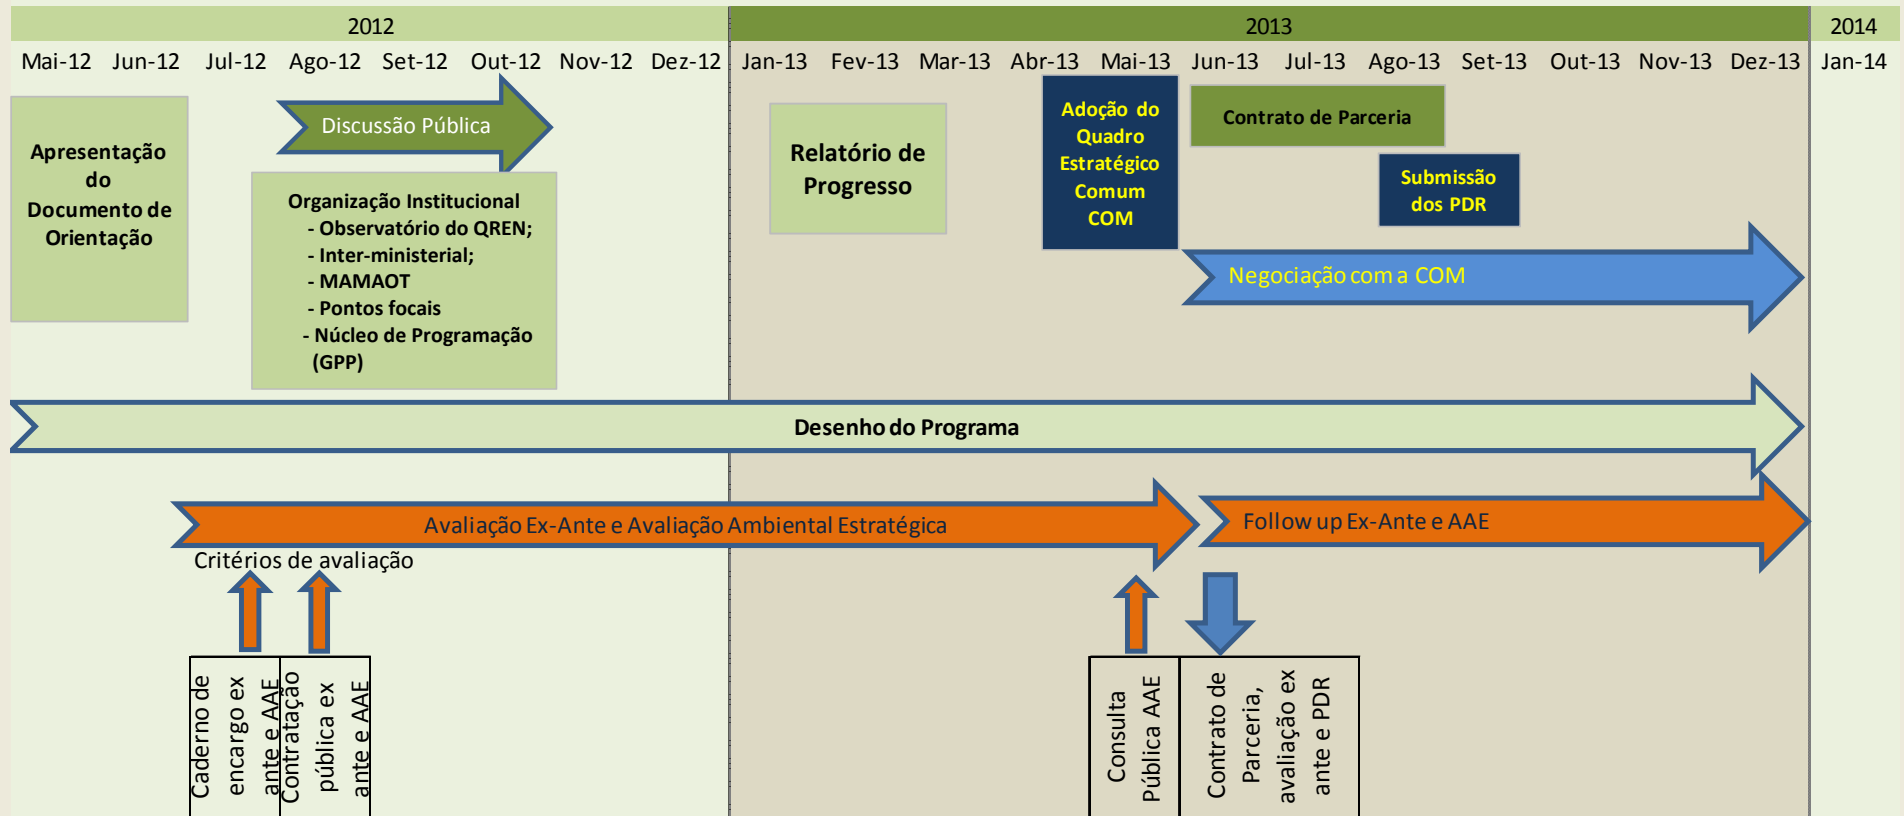 2012
2013
2014
Mai-12 Jun-12 Jul-12 Ago-12 Set-12 Out-12 Nov-12 Dez-12 Jan-13 Fev-13 Mar-13 Abr-13 Mai-13 Jun-13 Jul-13 Ago-13 Set-13 Out-13 Nov-13 Dez-13 Jan-14
Apresentação
do
Documento de
Orientação
Discussão Pública
Organização Institucional
- Observatório do QREN;
- Inter-ministerial;
- MAMAOT
- Pontos focais
- Núcleo de Programação
(GPP)
Relatório de
Progresso
Adoção do
Quadro
Estratégico
Comum
COM
Contrato de Parceria
Submissão
dos PDR
Negociação com a COM
Desenho do Programa
Avaliação Ex-Ante e Avaliação Ambiental Estratégica
Follow up Ex-Ante e AAE
Critérios de avaliação
Caderno de
encargo ex
ante e AAE
Contratação
pública ex
ante e AAE
Consulta
Pública AAE
Contrato de
Parceria,
avaliação ex
ante e PDR